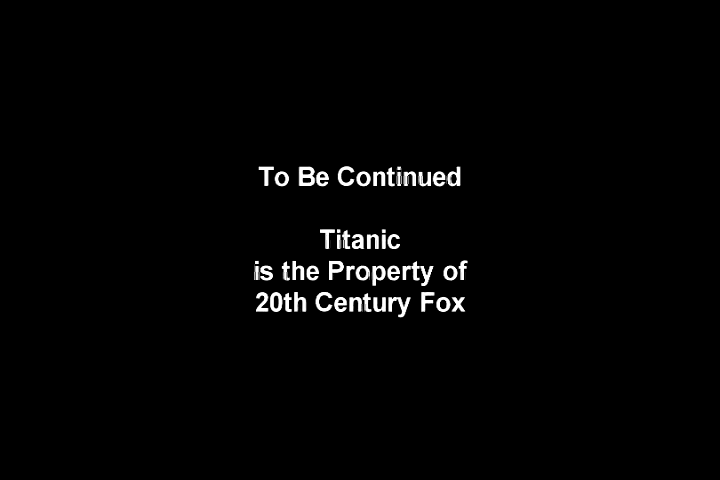 To Be Continued
Titanic
is the Property of
20th Century Fox